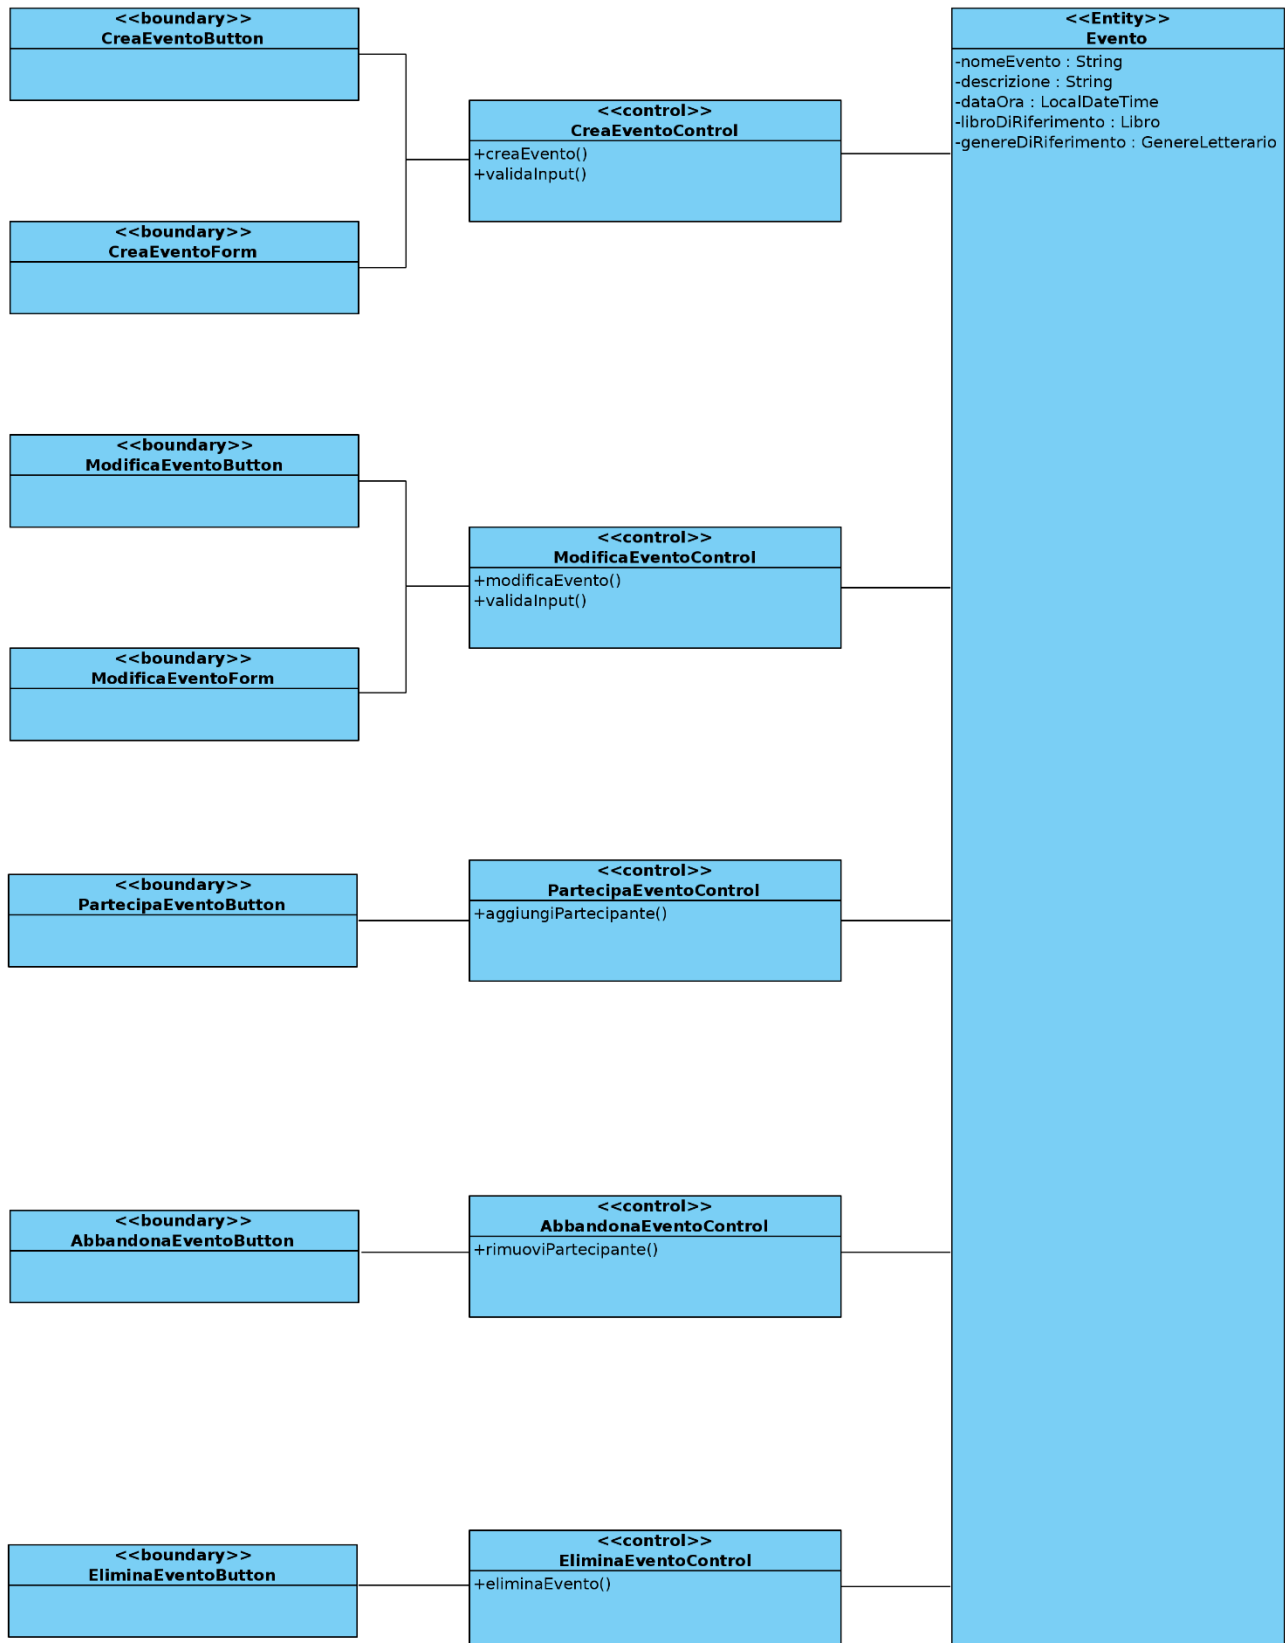 <<boundary>>
CreaEventoButton
<<boundary>>
CreaEventoForm
<<control>>
CreaEventoControl
+creaEvento()
+validaInput()
<<Entity>>
Evento
-nomeEvento : String
-descrizione : String
-dataOra : LocalDateTime
-libroDiRiferimento : Libro
-genereDiRiferimento : GenereLetterario
<<boundary>>
ModificaEventoButton
<<boundary>>
ModificaEventoForm
<<control>>
ModificaEventoControl
+modificaEvento()
+validaInput()
<<boundary>>
PartecipaEventoButton
<<control>>
PartecipaEventoControl
+aggiungiPartecipante()
<<boundary>>
AbbandonaEventoButton
<<control>>
AbbandonaEventoControl
+rimuoviPartecipante()
<<boundary>>
EliminaEventoButton
<<control>>
EliminaEventoControl
+eliminaEvento()